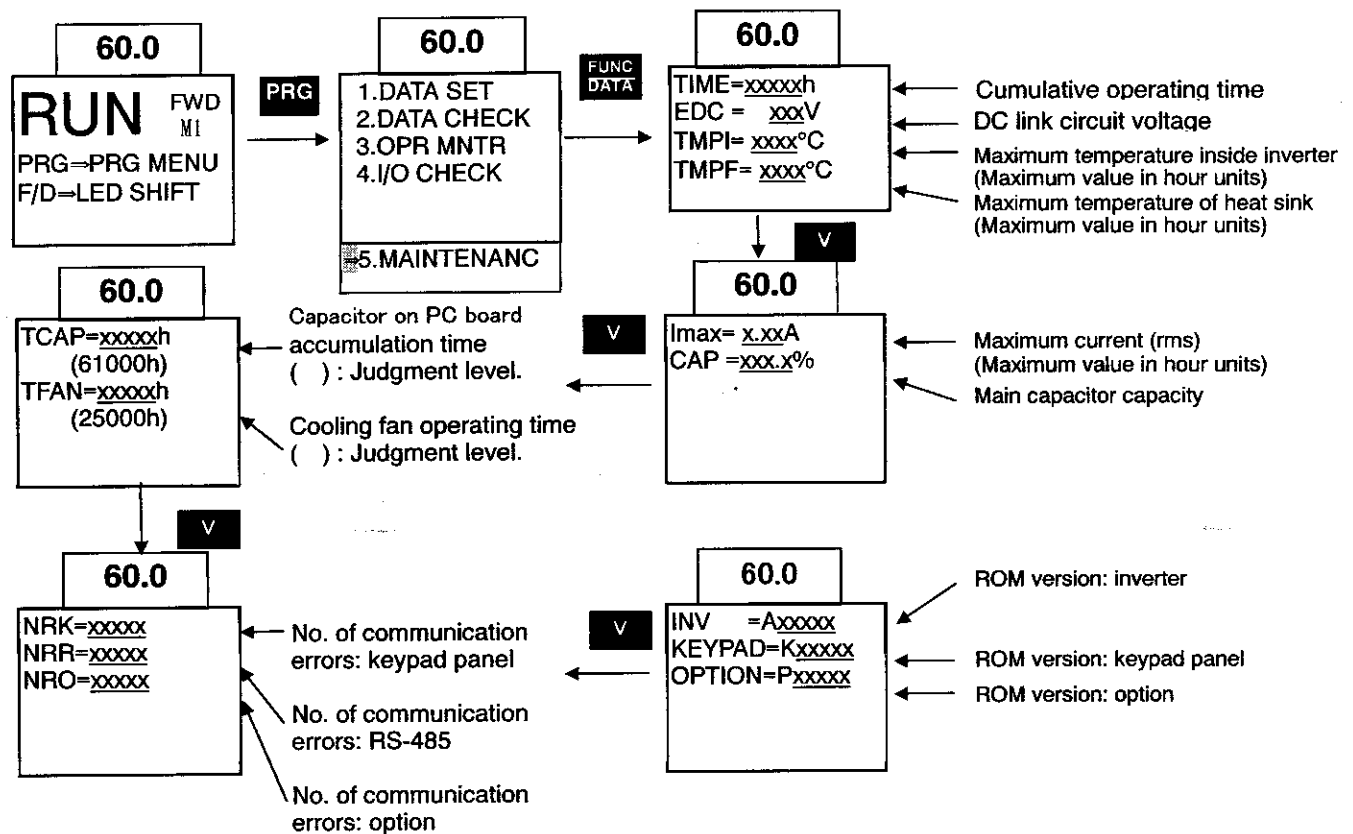 60.0
RUN FWD
M1
PRG⇒PRG MENU
F/D⇒LED SHIFT
PRG
60.0
1.DATA SET
2.DATA CHECK
3.OPR MNTR
4.I/O CHECK
⇒5.MAINTENANC
FUNC
DATA
60.0
TIME=xxxxxh
EDC = xxxV
TMPI= xxxx°C
TMPF= xxxx°C
Cumulative operating time
DC link circuit voltage
Maximum temperature inside inverter
(Maximum value in hour units)
Maximum temperature of heat sink
(Maximum value in hour units)
V
60.0
Imax= x.xxA
CAP =xxx.x%
Maximum current (rms)
(Maximum value in hour units)
Main capacitor capacity
V
60.0
TCAP=xxxxxh
(61000h)
TFAN=xxxxxh
(25000h)
Capacitor on PC board
accumulation time
( ) : Judgment level.
Cooling fan operating time
( ) : Judgment level.
V
60.0
NRK=xxxxx
NRR=xxxxx
NRO=xxxxx
No. of communication
errors: keypad panel
No. of communication
errors: RS-485
No. of communication
errors: option
V
60.0
INV =Axxxxx
KEYPAD=Kxxxxx
OPTION=Pxxxxx
ROM version: inverter
ROM version: keypad panel
ROM version: option